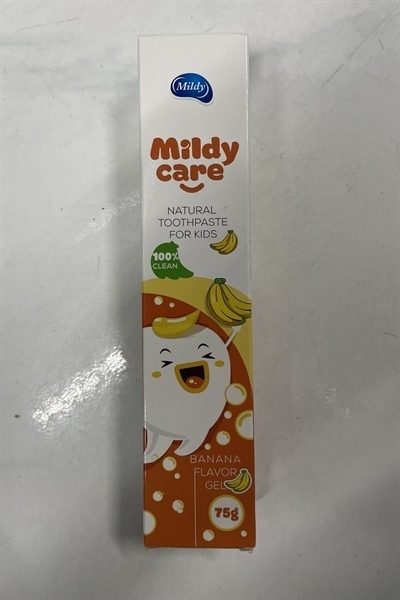 Mildy
Mildy
care
NATURAL
TOOTHPASTE
FOR KIDS
100%
CLEAN
BANANA
FLAVOR
GEL
75g